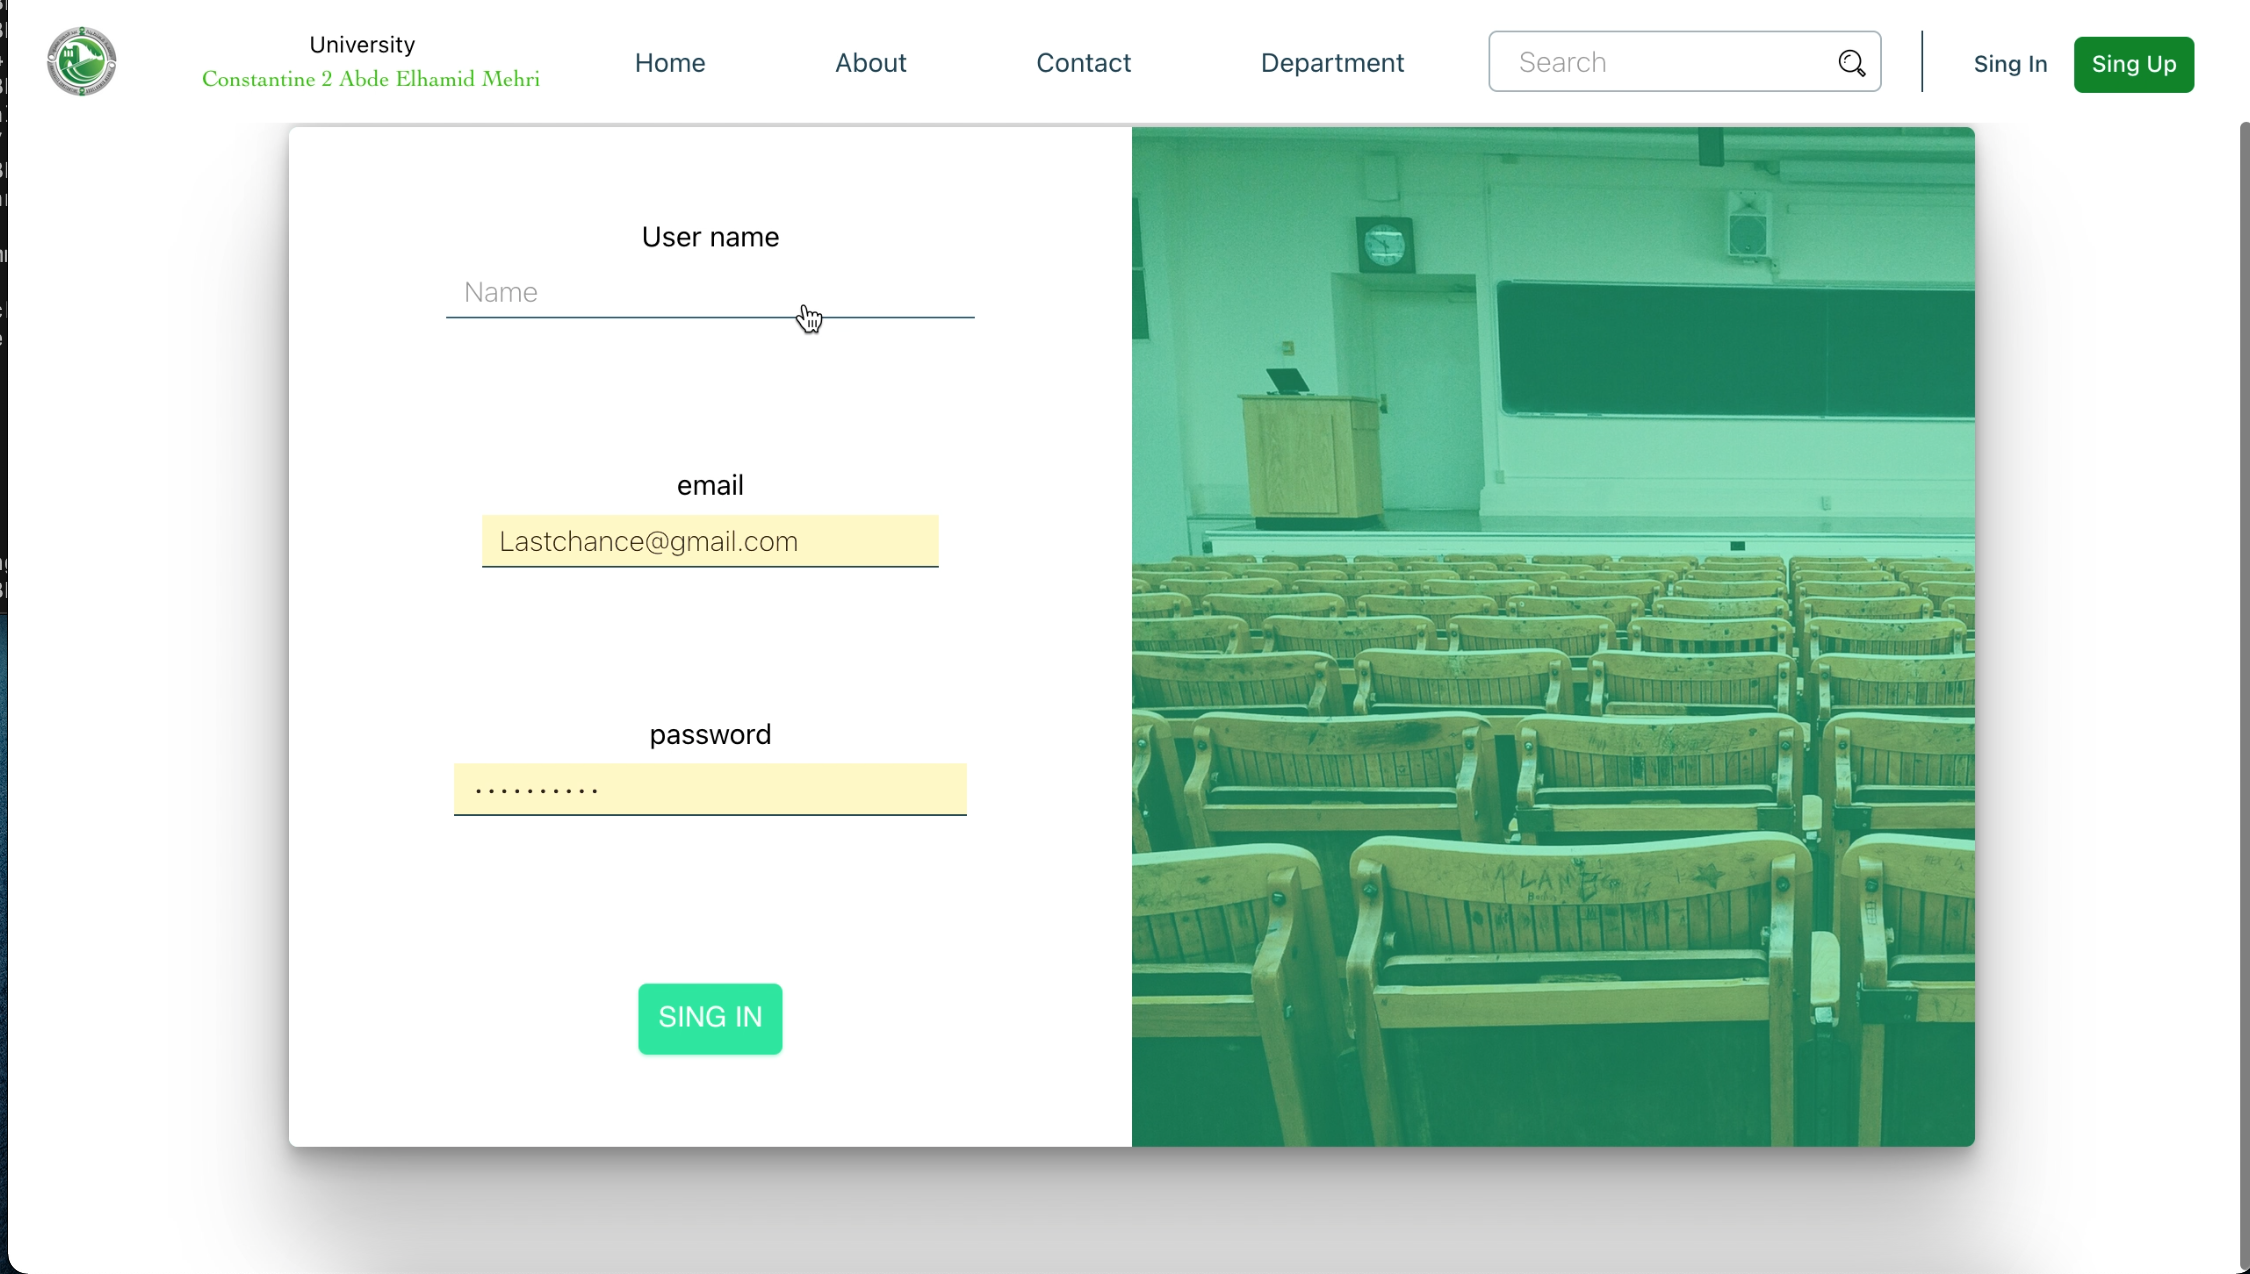 University
Constantine 2 Abde Elhamid Mehri
Home
About
Contact
Department
Search
Sing In
Sing Up
User name
Name
email
Lastchance@gmail.com
password
••••••••••
SING IN